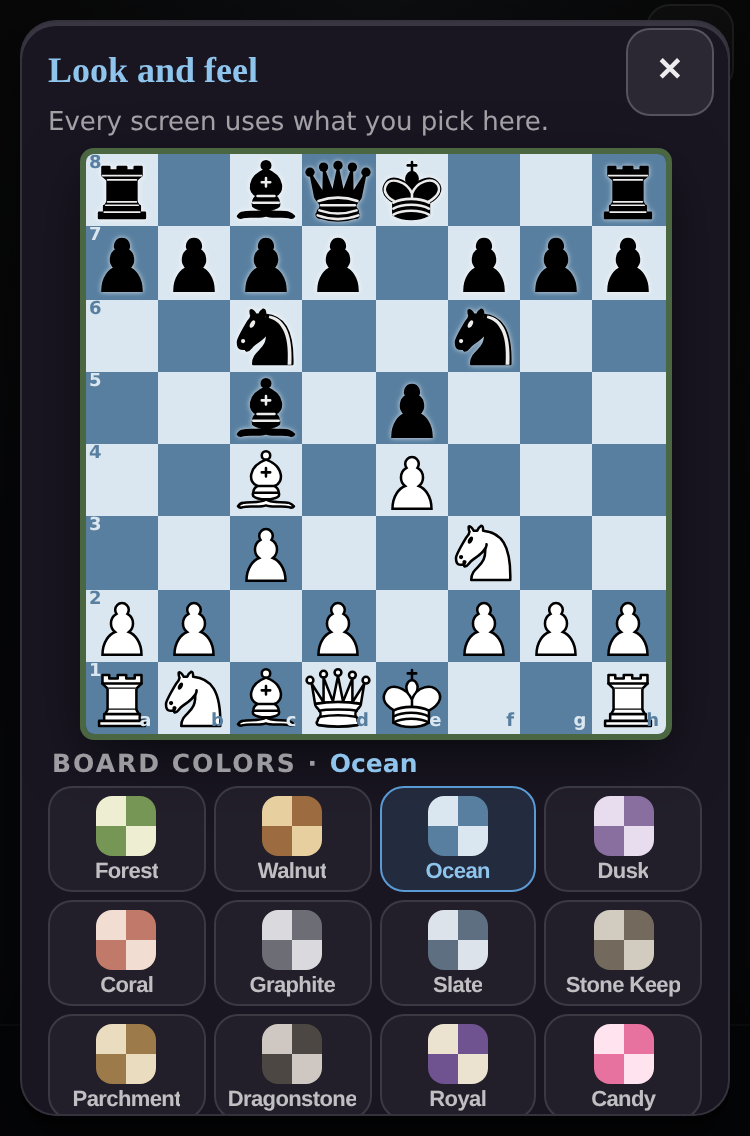 Look and feel
×
Every screen uses what you pick here.
8
7
6
5
4
3
2
1
a b c d e f g h
BOARD COLORS · Ocean
Forest Walnut Ocean Dusk
Coral Graphite Slate Stone Keep
Parchment Dragonstone Royal Candy